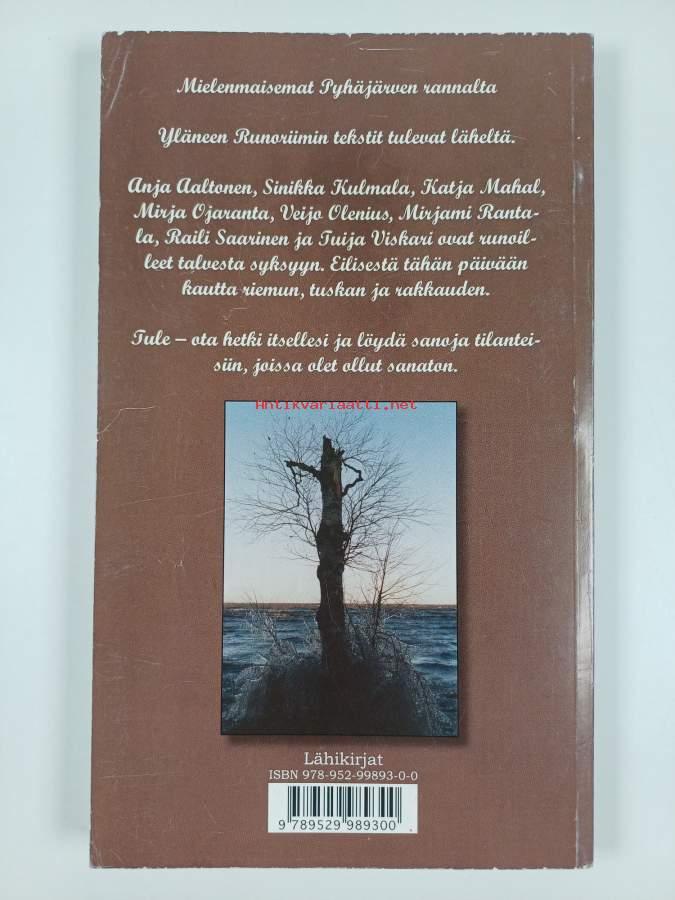 Mielenmaisemat Pyhäjärven rannalta
Yläneen Runoriimin tekstit tulevat läheltä.
Anja Aaltonen, Sinikka Kulmala, Katja Mahal,
Mirja Ojaranta, Veijo Olenius, Mirjami Ranta-
la, Raili Saarinen ja Tuija Viskari ovat runoil-
leet talvesta syksyyn. Eilisestä tähän päivään
kautta riemun, tuskan ja rakkauden.
Tule – ota hetki itsellesi ja löydä sanoja tilantei-
siin, joissa olet ollut sanaton.
Antikvariaatti.net
Lähikirjat
ISBN 978-952-99893-0-0
9 789529 989300